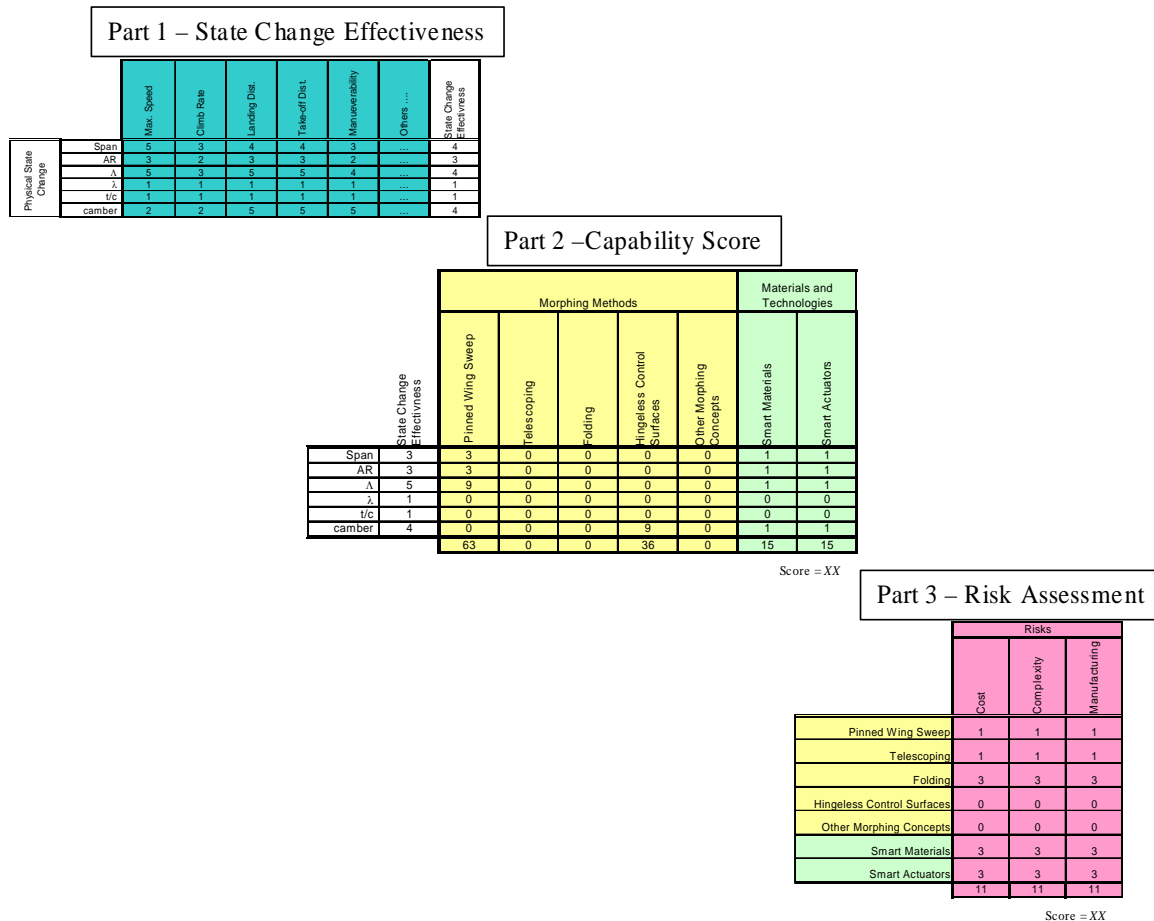 Part 1 – State Change Effectiveness
Max. Speed
Climb Rate
Landing Dist.
Take-off Dist.
Manueverability
Others ....
State Change
Effectivness
Physical State
Change
Span 5 3 4 4 3 ... 4
AR 3 2 3 3 2 ... 3
Λ 5 3 5 5 4 ... 4
λ 1 1 1 1 1 ... 1
t/c 1 1 1 1 1 ... 1
camber 2 2 5 5 5 ... 4
Part 2 –Capability Score
Morphing Methods
Materials and
Technologies
State Change
Effectivness
Pinned Wing Sweep
Telescoping
Folding
Hingeless Control
Surfaces
Other Morphing
Concepts
Smart Materials
Smart Actuators
Span 3 3 0 0 0 0 1 1
AR 3 3 0 0 0 0 1 1
Λ 5 9 0 0 0 0 1 1
λ 1 0 0 0 0 0 0 0
t/c 1 0 0 0 0 0 0 0
camber 4 0 0 0 9 0 1 1
63 0 0 36 0 15 15
Score = XX
Part 3 – Risk Assessment
Risks
Cost
Complexity
Manufacturing
Pinned Wing Sweep 1 1 1
Telescoping 1 1 1
Folding 3 3 3
Hingeless Control Surfaces 0 0 0
Other Morphing Concepts 0 0 0
Smart Materials 3 3 3
Smart Actuators 3 3 3
11 11 11
Score = XX